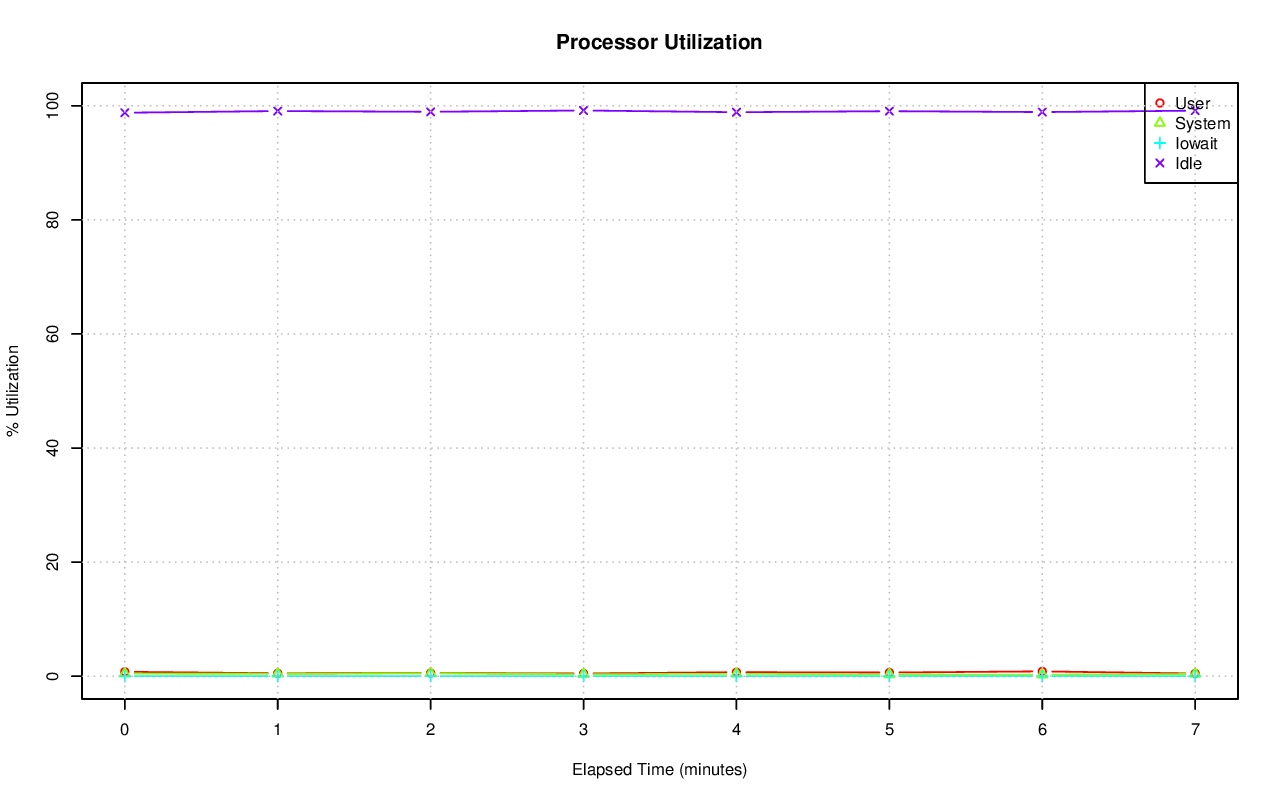 Processor Utilization
100
80
60
40
20
0
% Utilization
User
System
Iowait
Idle
0 1 2 3 4 5 6 7
Elapsed Time (minutes)